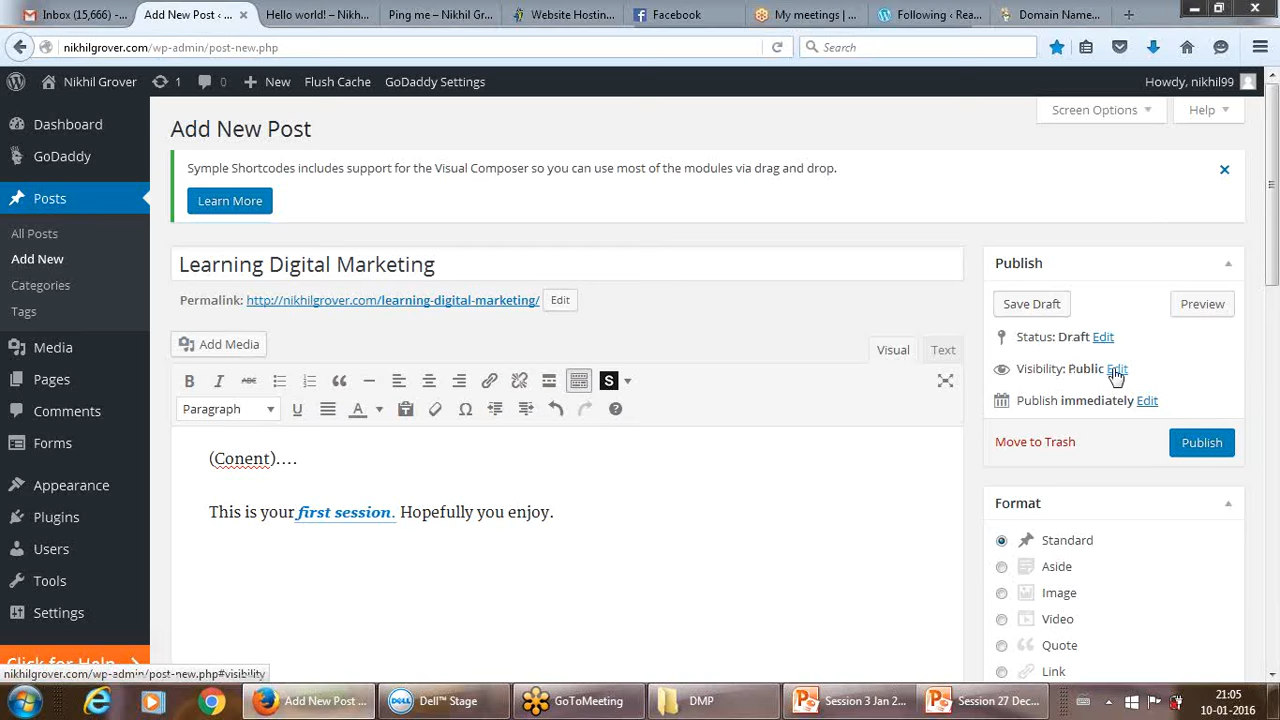 Inbox (15,666) - ...
Add New Post ‹ ...
Hello world! – Nikh...
Ping me – Nikhil Gr...
Website Hostin...
Facebook
My meetings | ...
Following ‹ Rea...
Domain Name...
nikhilgrover.com/wp-admin/post-new.php
Search
Nikhil Grover
1
0
New
Flush Cache
GoDaddy Settings
Howdy, nikhil99
Dashboard
GoDaddy
Posts
All Posts
Add New
Categories
Tags
Media
Pages
Comments
Forms
Appearance
Plugins
Users
Tools
Settings
Click for Help
Screen Options
Help
Add New Post
Symple Shortcodes includes support for the Visual Composer so you can use most of the modules via drag and drop.
Learn More
Learning Digital Marketing
Permalink: http://nikhilgrover.com/learning-digital-marketing/ Edit
Add Media
Visual
Text
B I ABC
S
Paragraph
U
A
(Conent)....
This is your first session. Hopefully you enjoy.
Publish
Save Draft
Preview
Status: Draft Edit
Visibility: Public Edit
Publish immediately Edit
Move to Trash
Publish
Format
Standard
Aside
Image
Video
Quote
Link
nikhilgrover.com/wp-admin/post-new.php#visibility
Add New Post ...
Dell™ Stage
GoToMeeting
DMP
Session 3 Jan 2...
Session 27 Dec...
21:05
10-01-2016